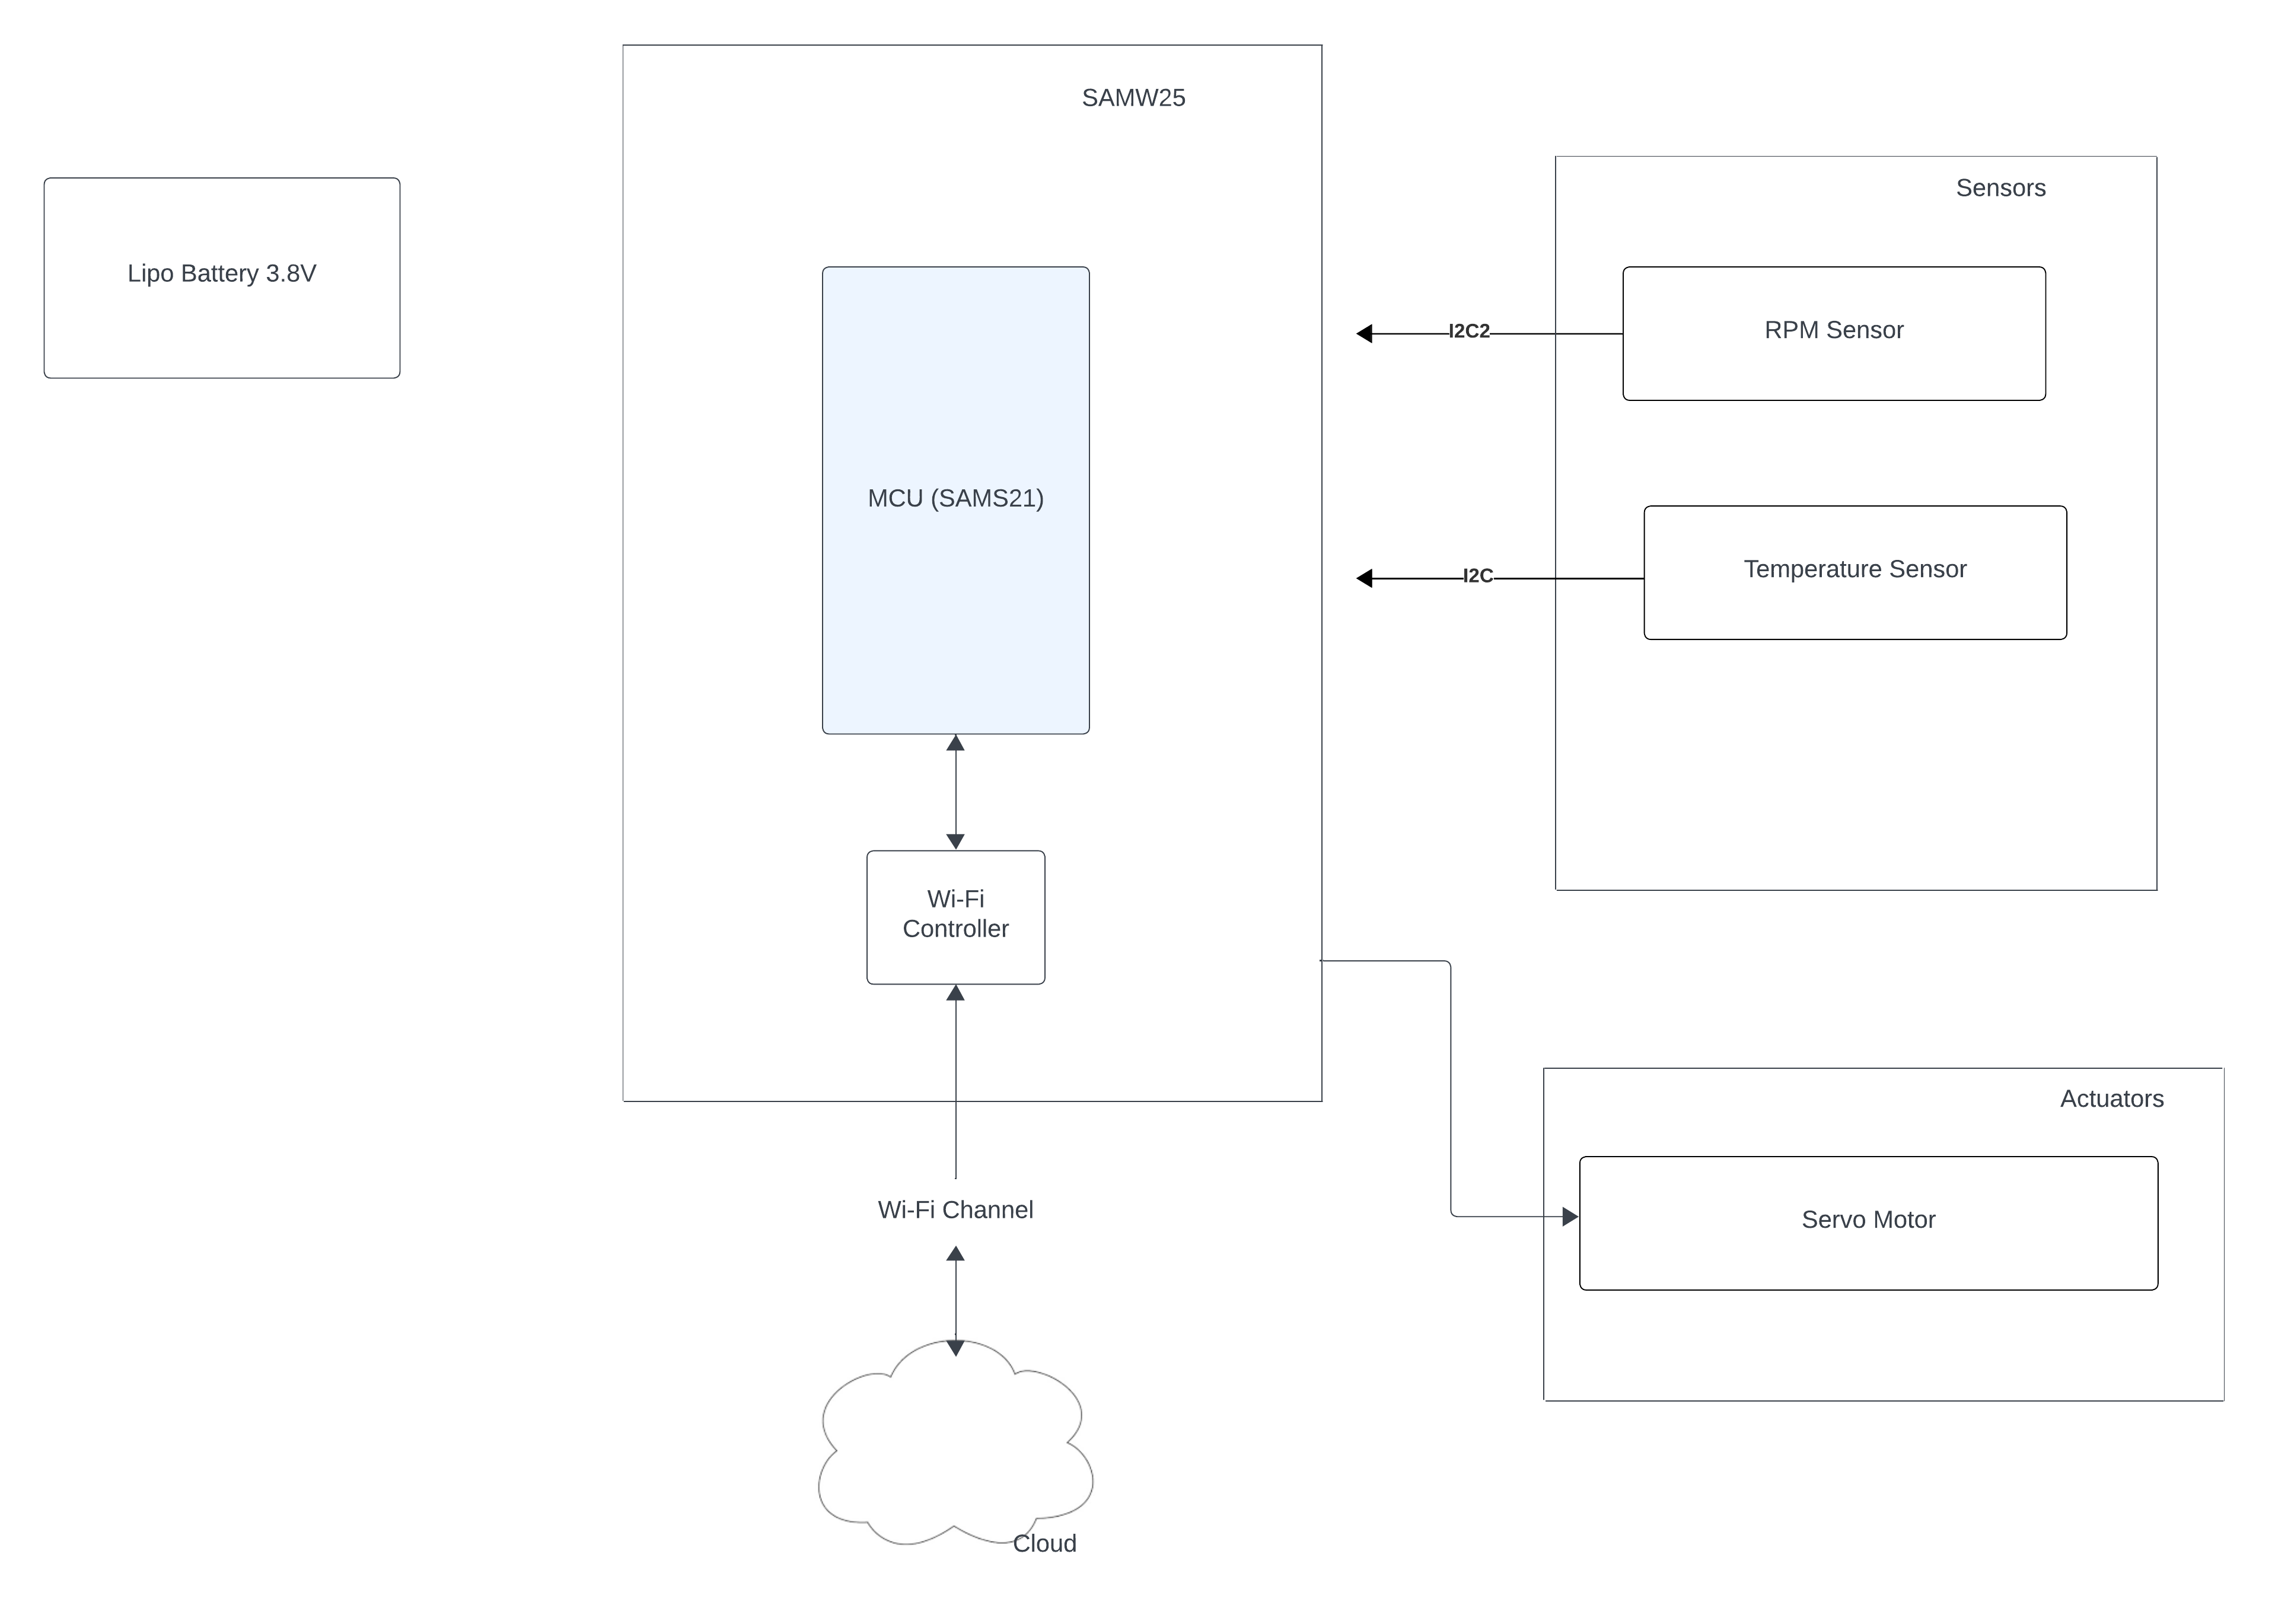 SAMW25
Lipo Battery 3.8V
MCU (SAMS21)
Wi-Fi
Controller
Wi-Fi Channel
Cloud
Sensors
I2C2
RPM Sensor
I2C
Temperature Sensor
Actuators
Servo Motor